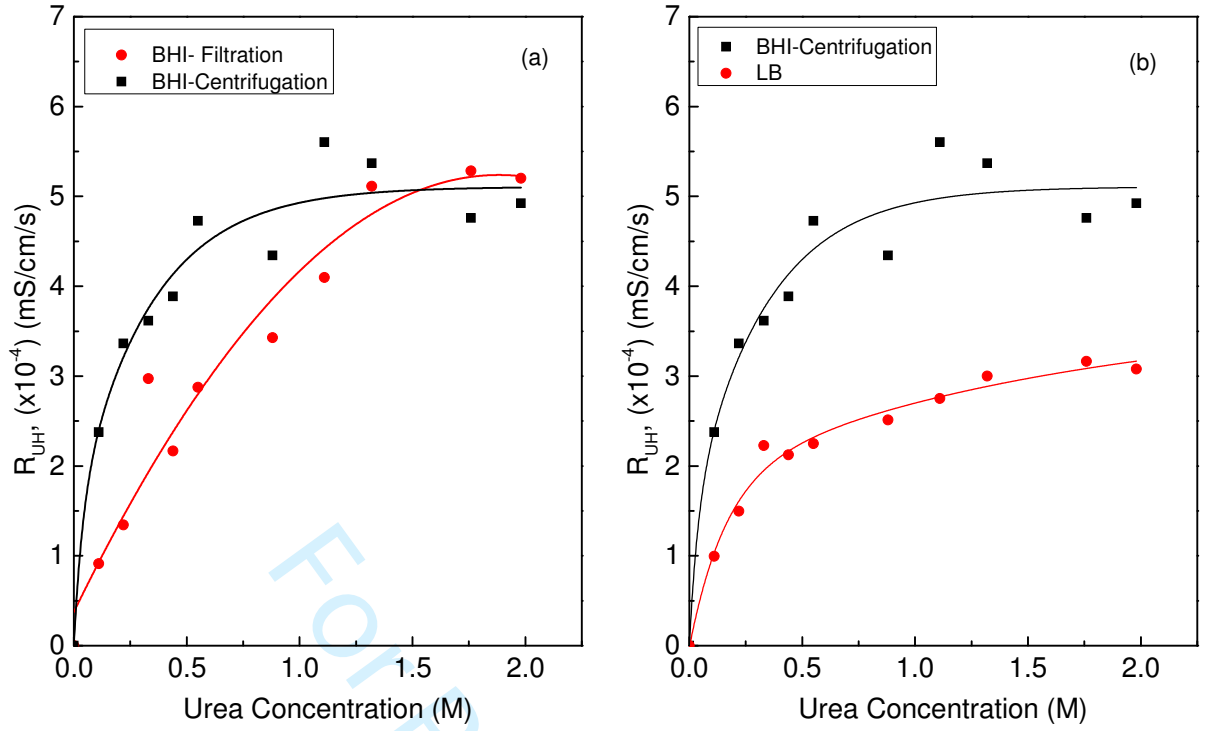 7
6
5
4
3
2
1
0
R_UH, (x10^-4) (mS/cm/s)
BHI- Filtration
BHI-Centrifugation
(a)
0.0 0.5 1.0 1.5 2.0
Urea Concentration (M)
7
6
5
4
3
2
1
0
R_UH, (x10^-4) (mS/cm/s)
BHI-Centrifugation
LB
(b)
0.0 0.5 1.0 1.5 2.0
Urea Concentration (M)
For